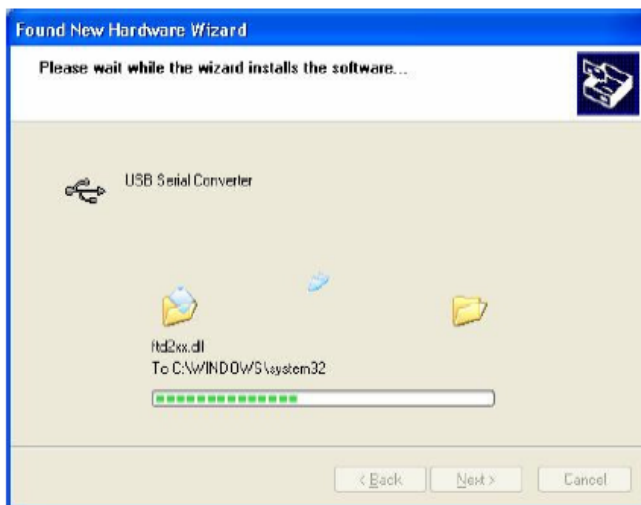 Found New Hardware Wizard
Please wait while the wizard installs the software...
USB Serial Converter
ftd2xx.dll
To C:\WINDOWS\system32
< Back Next > Cancel